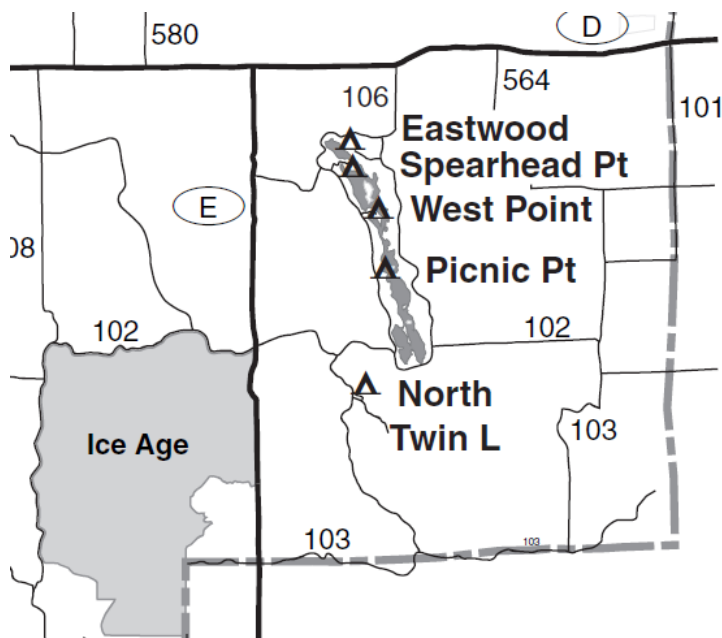 580
D
106
564
101
Eastwood
Spearhead Pt
E
West Point
08
Picnic Pt
102
102
North
Twin L
Ice Age
103
103
103